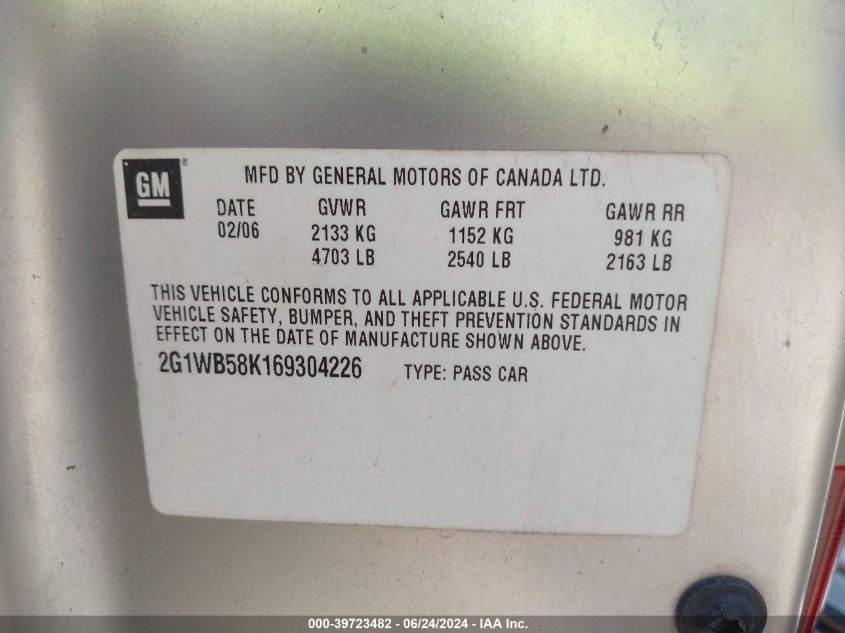 GM ®
MFD BY GENERAL MOTORS OF CANADA LTD.
DATE GVWR GAWR FRT GAWR RR
02/06 2133 KG 1152 KG 981 KG
4703 LB 2540 LB 2163 LB
THIS VEHICLE CONFORMS TO ALL APPLICABLE U.S. FEDERAL MOTOR
VEHICLE SAFETY, BUMPER, AND THEFT PREVENTION STANDARDS IN
EFFECT ON THE DATE OF MANUFACTURE SHOWN ABOVE.
2G1WB58K169304226 TYPE: PASS CAR
000-39723482 - 06/24/2024 - IAA Inc.